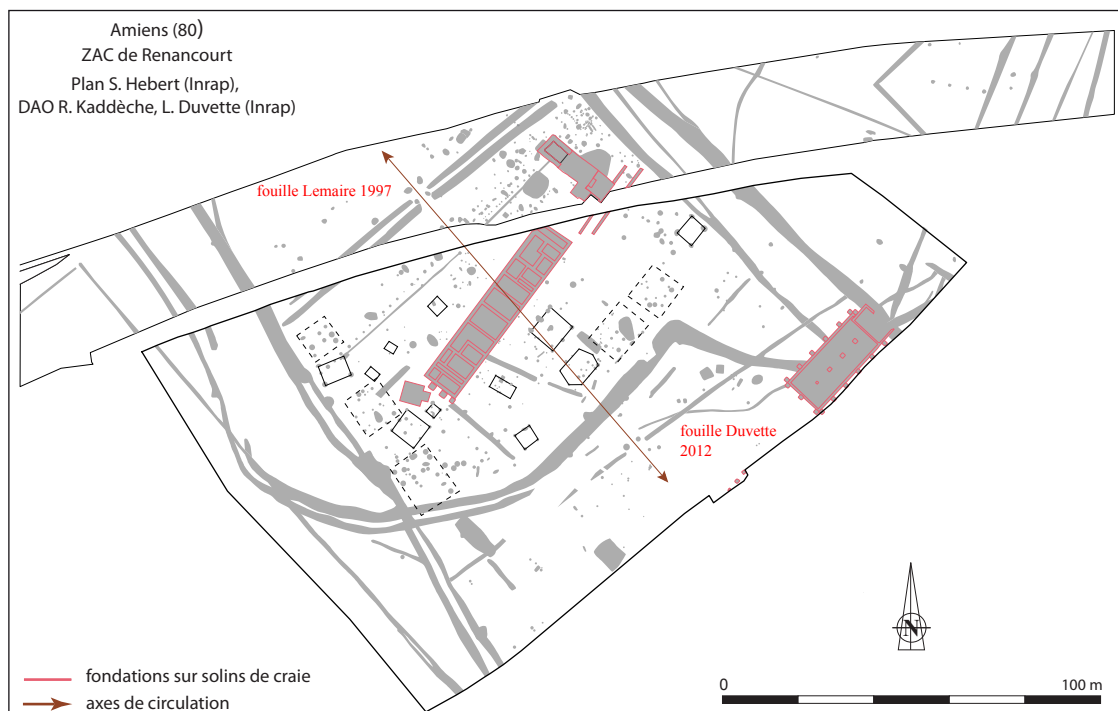 Amiens (80)
ZAC de Renancourt
Plan S. Hebert (Inrap),
DAO R. Kaddèche, L. Duvette (Inrap)
fouille Lemaire 1997
fouille Duvette
2012
N
fondations sur solins de craie
axes de circulation
0
100 m